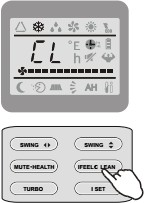 CL °E
h
AH
SWING
SWING
MUTE•HEALTH
IFEEL CLEAN
TURBO
I SET